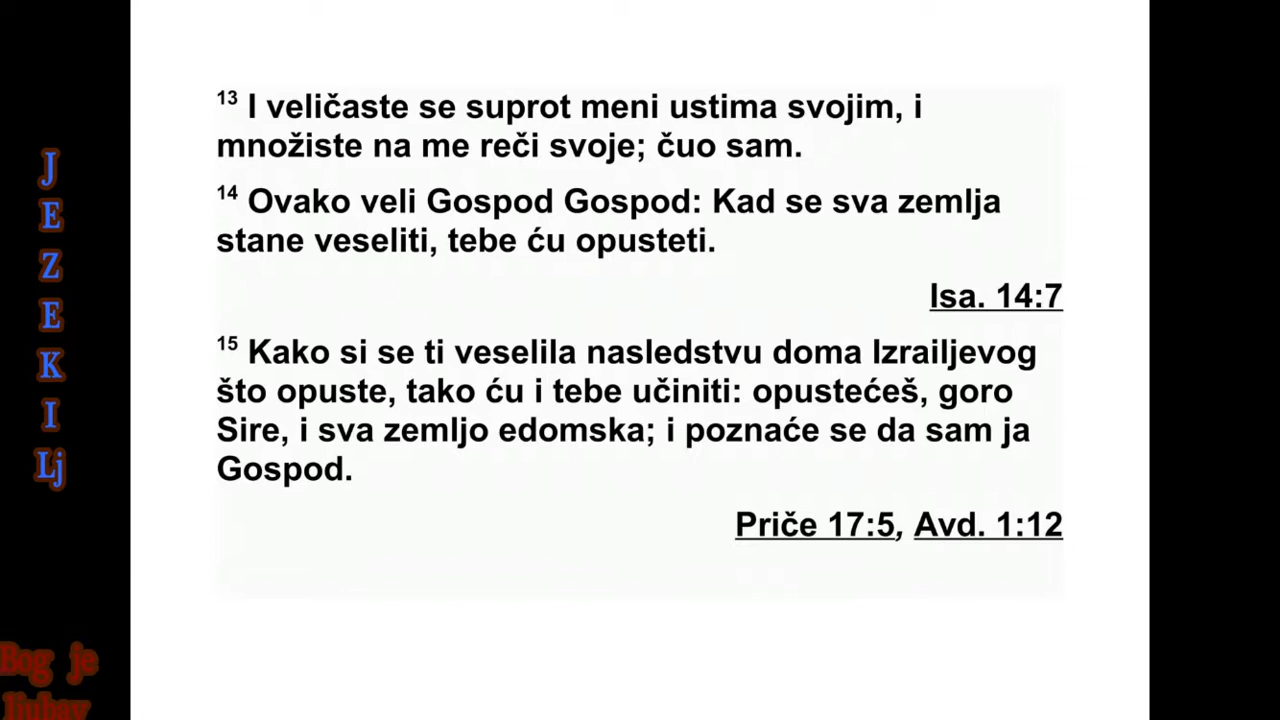 J
E
Z
E
K
I
Lj
Bog je
ljubav
13 I veličaste se suprot meni ustima svojim, i
množiste na me reči svoje; čuo sam.
14 Ovako veli Gospod Gospod: Kad se sva zemlja
stane veseliti, tebe ću opusteti.
Isa. 14:7
15 Kako si se ti veselila nasledstvu doma Izrailjevog
što opuste, tako ću i tebe učiniti: opustećeš, goro
Sire, i sva zemljo edomska; i poznaće se da sam ja
Gospod.
Priče 17:5, Avd. 1:12